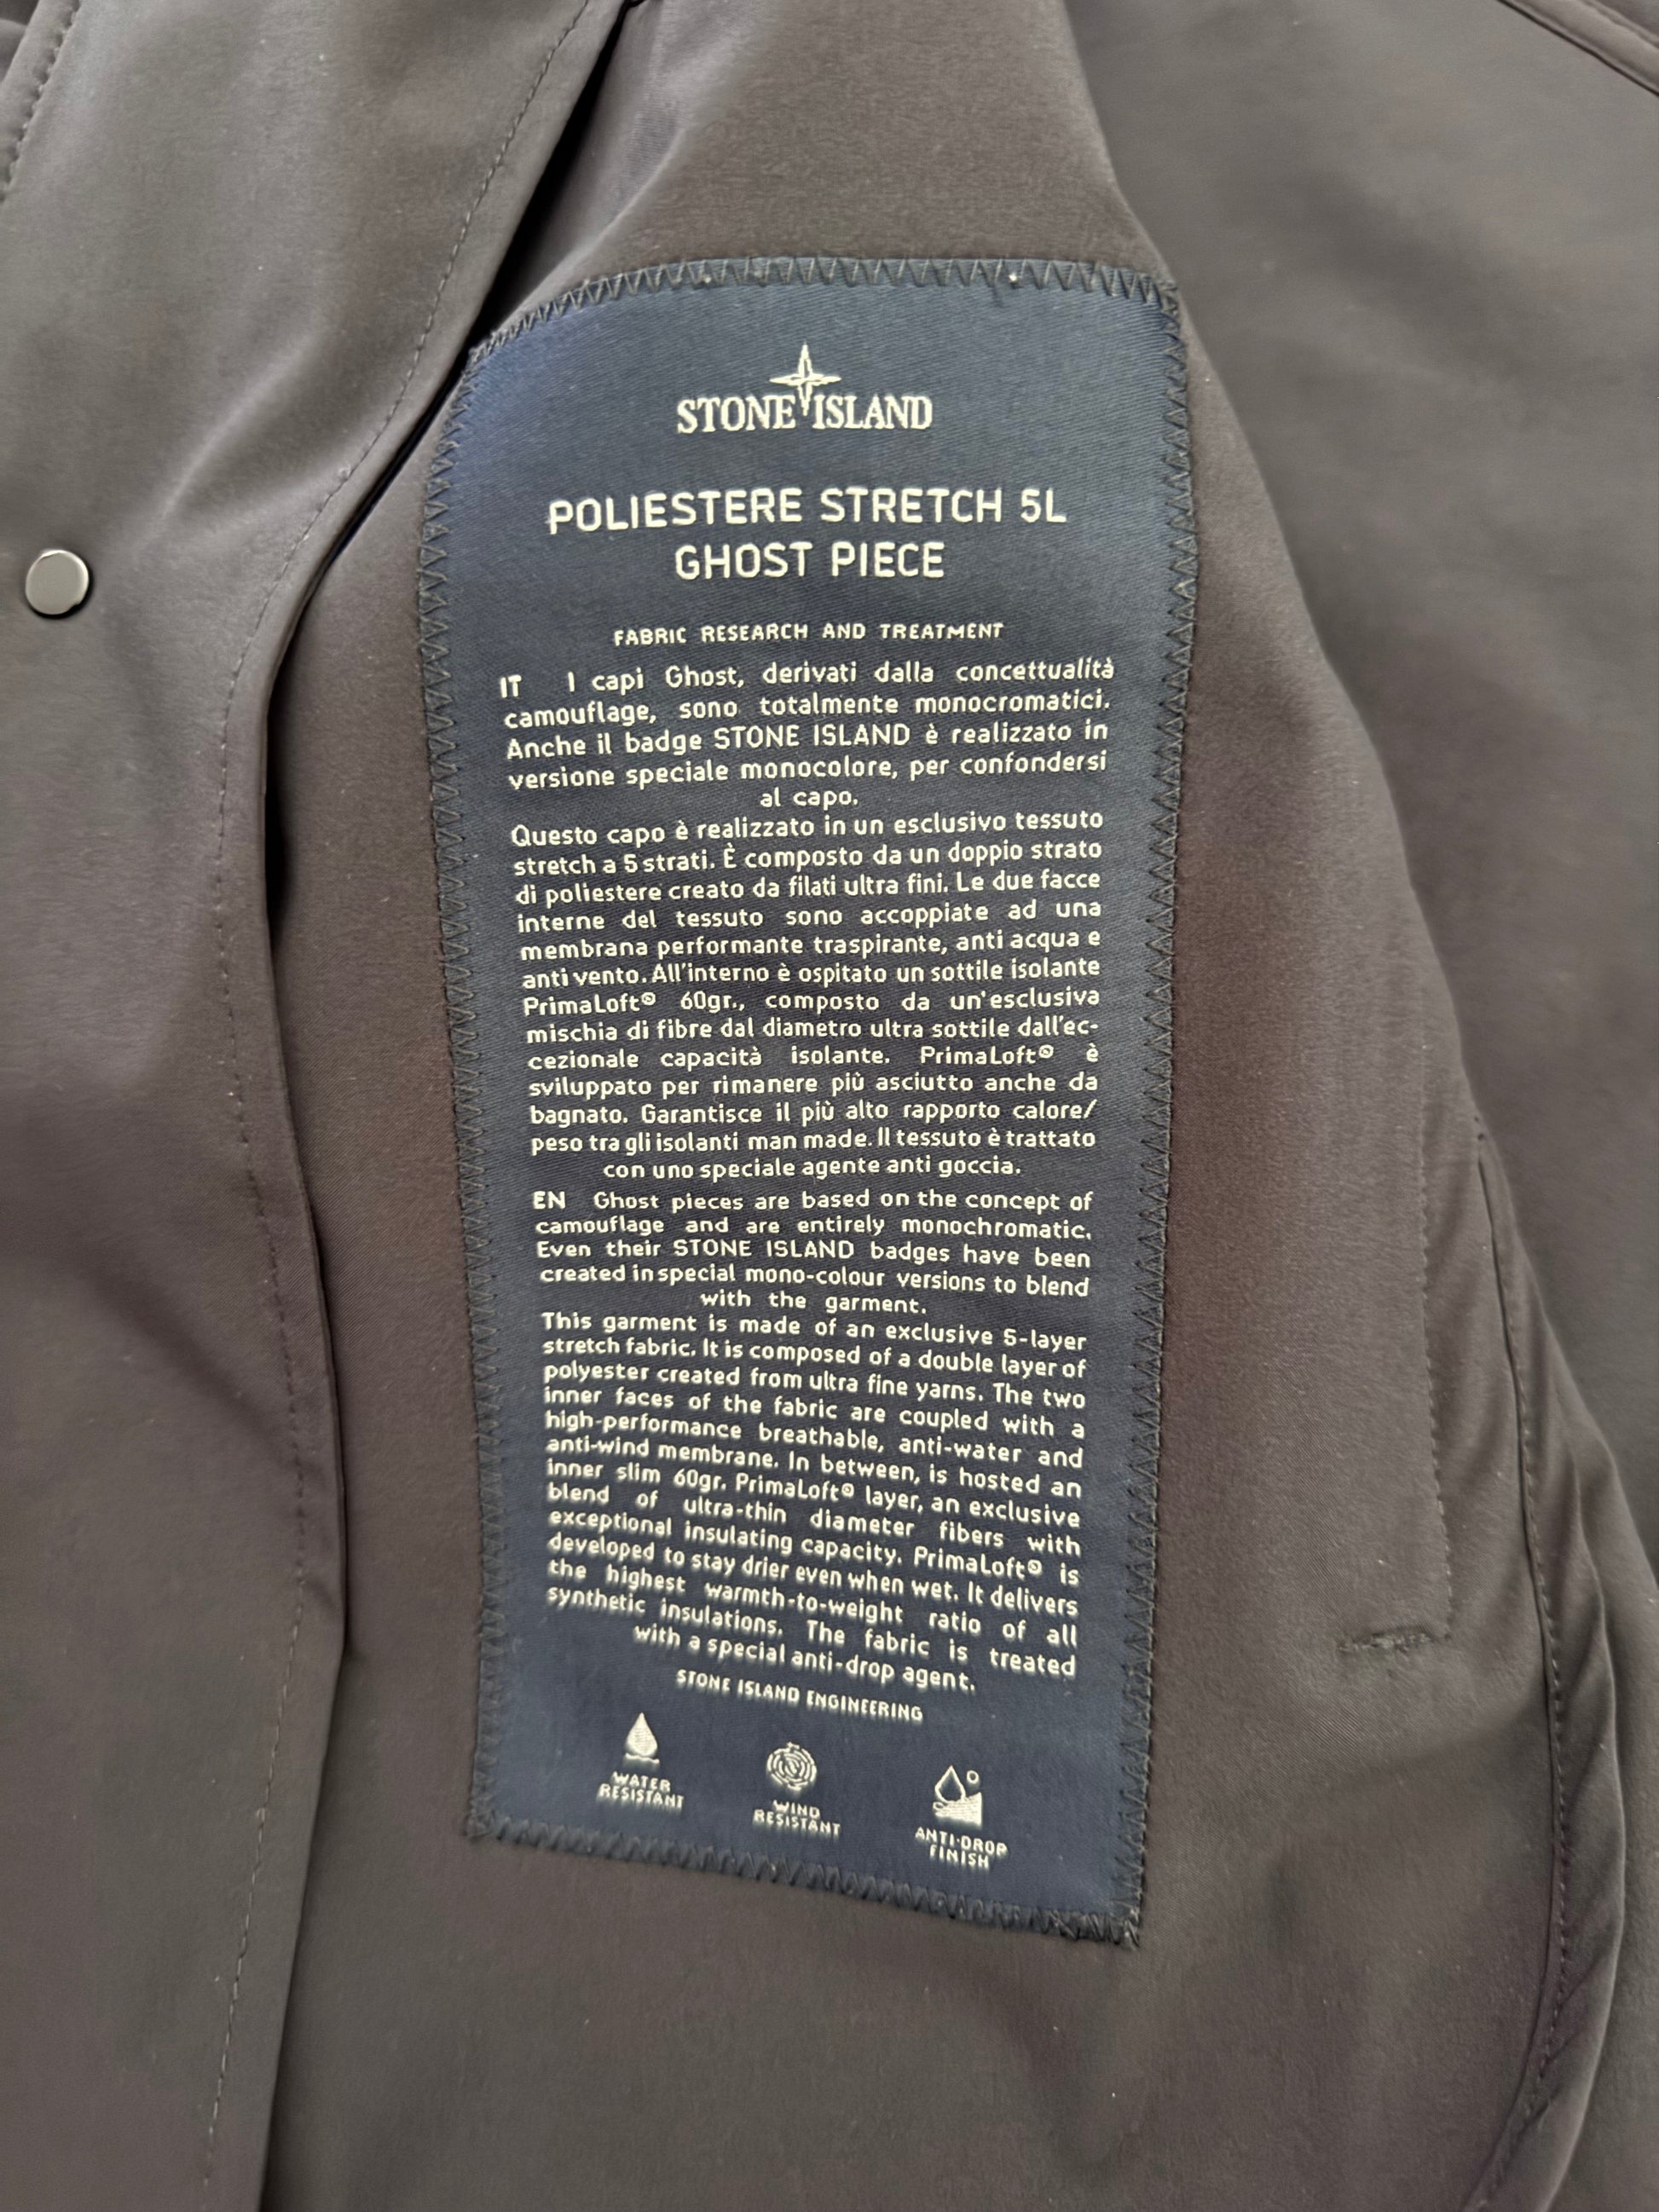 STONE ISLAND
POLIESTERE STRETCH 5L
GHOST PIECE
FABRIC RESEARCH AND TREATMENT
IT I capi Ghost, derivati dalla concettualità
camouflage, sono totalmente monocromatici.
Anche il badge STONE ISLAND è realizzato in
versione speciale monocolore, per confondersi
al capo.
Questo capo è realizzato in un esclusivo tessuto
stretch a 5 strati. È composto da un doppio strato
di poliestere creato da filati ultra fini. Le due facce
interne del tessuto sono accoppiate ad una
membrana performante traspirante, anti acqua e
anti vento. All'interno è ospitato un sottile isolante
PrimaLoft® 60gr., composto da un'esclusiva
mischia di fibre dal diametro ultra sottile dall'ec-
cezionale capacità isolante. PrimaLoft® è
sviluppato per rimanere più asciutto anche da
bagnato. Garantisce il più alto rapporto calore/
peso tra gli isolanti man made. Il tessuto è trattato
con uno speciale agente anti goccia.
EN Ghost pieces are based on the concept of
camouflage and are entirely monochromatic.
Even their STONE ISLAND badges have been
created in special mono-colour versions to blend
with the garment.
This garment is made of an exclusive 5-layer
stretch fabric. It is composed of a double layer of
polyester created from ultra fine yarns. The two
inner faces of the fabric are coupled with a
high-performance breathable, anti-water and
anti-wind membrane. In between, is hosted an
inner slim 60gr. PrimaLoft® layer, an exclusive
blend of ultra-thin diameter fibers with
exceptional insulating capacity. PrimaLoft® is
developed to stay drier even when wet. It delivers
the highest warmth-to-weight ratio of all
synthetic insulations. The fabric is treated
with a special anti-drop agent.
STONE ISLAND ENGINEERING
WATER
RESISTANT
WIND
RESISTANT
ANTI-DROP
FINISH